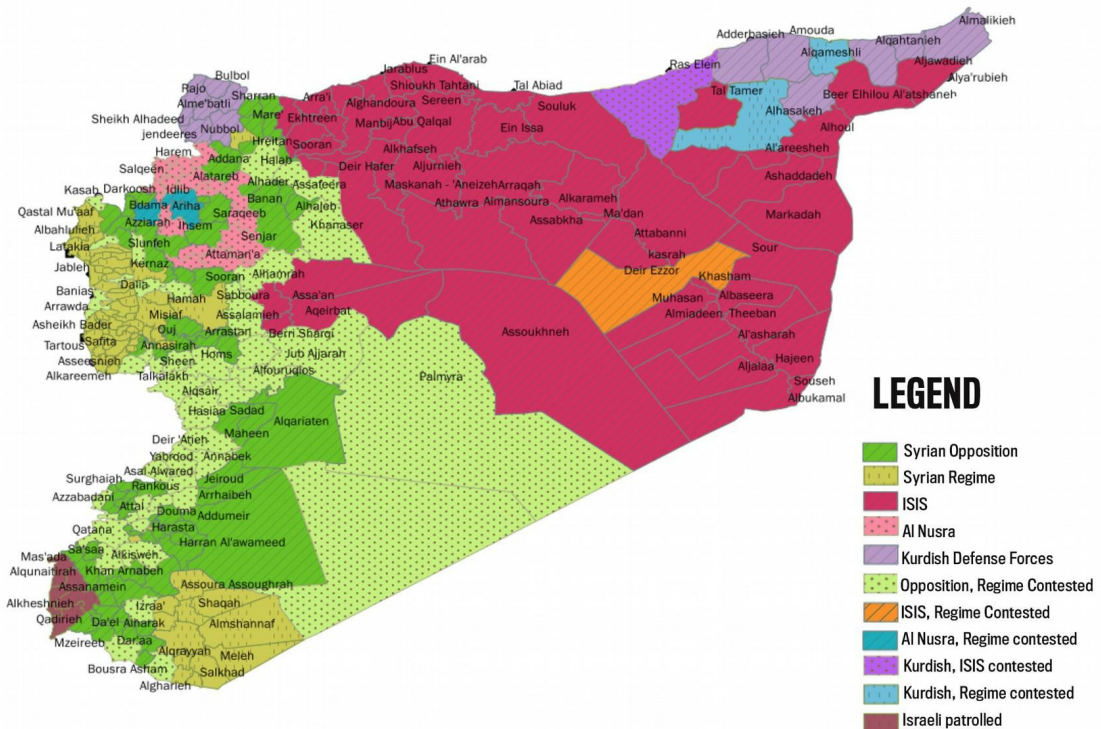 Almalikieh
Adderbasieh Amouda
Alqahtanieh
Alqameshli
Ein Al'arab
Ras Elein
Aljawadieh
Jarablus
Bulbol
Alya'rubieh
Rajo
Shioukh Tahtani
Tal Abiad
Tal Tamer
Beer Elhilou Al'atshaneh
Sharran
Arra'i
Alme'batli
Alghandoura Sereen
Souluk
Mare'
Ekhtreen
Alhasakeh
Sheikh Alhadeed
Manbij Abu Qalqal
Ein Issa
Alhoul
jendeeres
Nubbol
Hreitan
Sooran
Alkhafseh
Al'areesheh
Harem
Addana
Halab
Salqeen
Deir Hafer
Aljurnieh
Ashaddadeh
Alatareb
Alhader
Assafeera
Maskanah - 'Aneizeh Arraqah
Kasab
Darkoosh
Idlib
Banan
Athawra
Almansoura
Alkarameh
Bdama
Ariha
Alhajeb
Qastal Mu'aaf
Saraqeeb
Ma'dan
Markadah
Azziarah
Ihsem
Khanaser
Assabkha
Albahlulieh
Senjar
Attabanni
Latakia
Slunfeh
Attaman'a
kasrah
Sour
Jableh
Kernaz
Sooran
Alhamrah
Deir Ezzor
Khasham
Banias
Dalia
Hamah
Sabboura
Assa'an
Muhasan
Albaseera
Arrawda
Misiaf
Assalamieh
Aqeirbat
Almiadeen
Theeban
Asheikh Bader
Ouj
Arrastan
Bern Sharqi
Assoukhneh
Al'asharah
Tartous
Safita
Annasirah
Homs
Jub Ajjarah
Hajeen
Asseesnieh
Sheen
Alfouruqlos
Aljalaa
Alkareemeh
Talkalakh
Palmyra
Souseh
Alqsair
Albukamal
Hasiaa Sadad
Alqariaten
Maheen
Deir 'Atieh
Yabrood
Annabek
Asal Alwared
Surghaiah
Rankous
Jeiroud
Azzabadani
Arrhaibeh
Attal
Douma
Addumeir
Qatana
Harasta
Sa'saa
Alkisweh
Harran Al'awameed
Mas'ada
Alqunaitirah
Khan Arnabeh
Assanamein
Assoura Assoughrah
Alkheshnieh
Izraa'
Shaqah
Qadirieh
Da'el
Alharak
Almshannaf
Mzeireeb
Dar'aa
Alqrayyah
Meleh
Bousra Asham
Salkhad
Algharieh
LEGEND
Syrian Opposition
Syrian Regime
ISIS
Al Nusra
Kurdish Defense Forces
Opposition, Regime Contested
ISIS, Regime Contested
Al Nusra, Regime contested
Kurdish, ISIS contested
Kurdish, Regime contested
Israeli patrolled